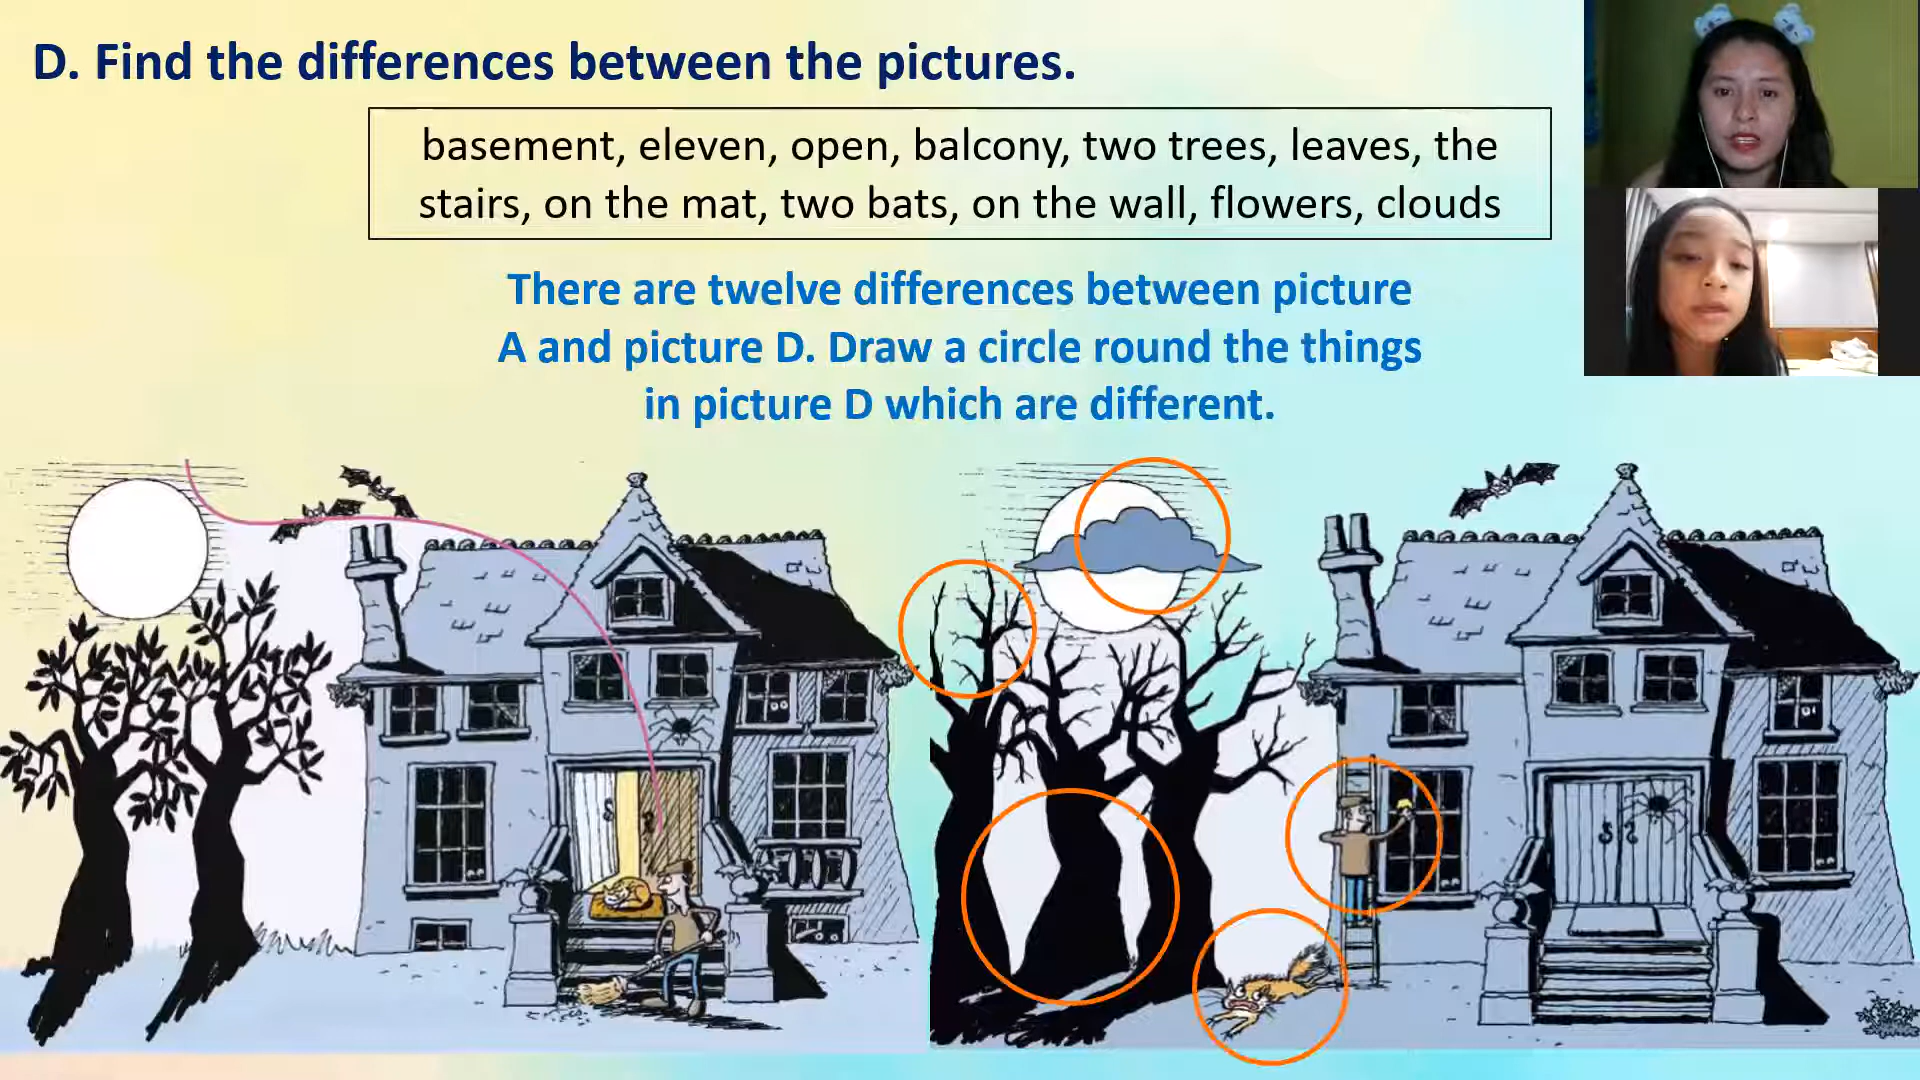 D. Find the differences between the pictures.
basement, eleven, open, balcony, two trees, leaves, the
stairs, on the mat, two bats, on the wall, flowers, clouds
There are twelve differences between picture
A and picture D. Draw a circle round the things
in picture D which are different.